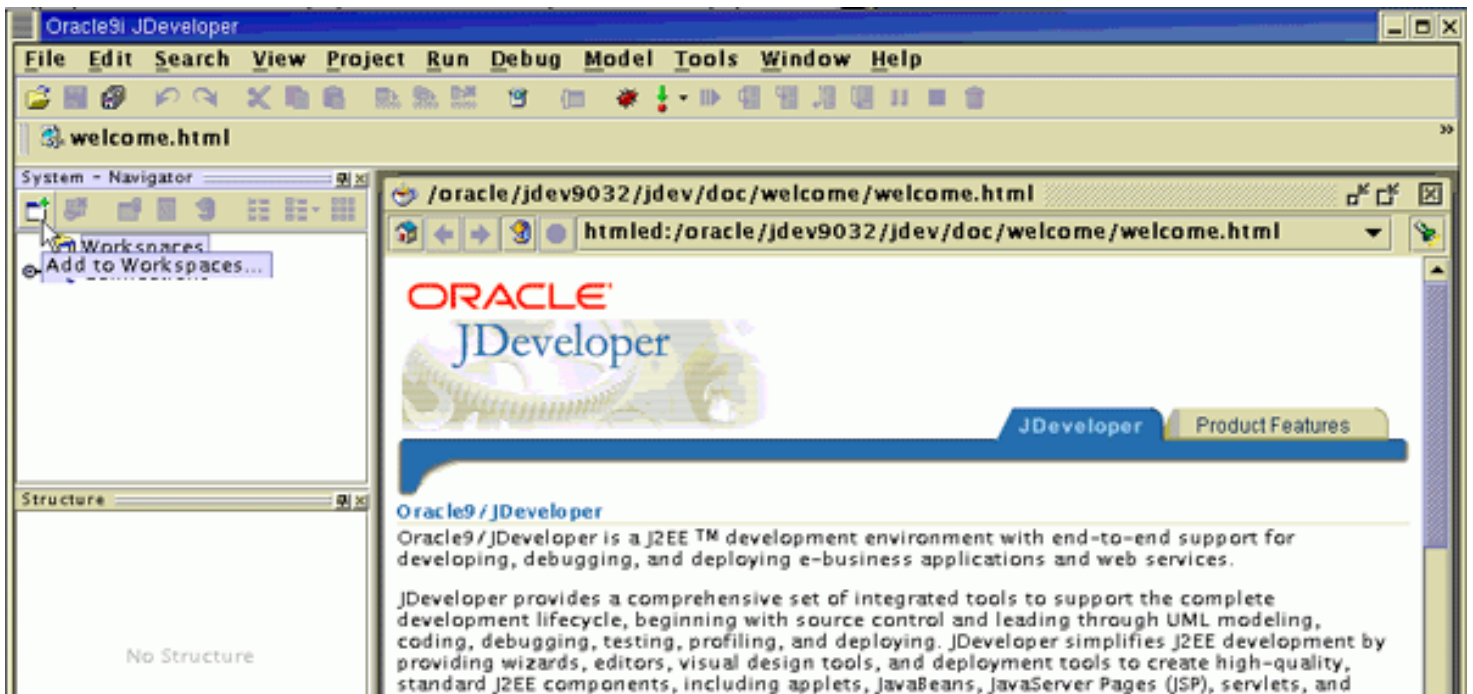 Oracle9i JDeveloper
File Edit Search View Project Run Debug Model Tools Window Help
welcome.html
System - Navigator
Workspaces
Add to Workspaces...
/oracle/jdev9032/jdev/doc/welcome/welcome.html
htmled:/oracle/jdev9032/jdev/doc/welcome/welcome.html
ORACLE
JDeveloper
JDeveloper Product Features
Structure
No Structure
Oracle9i JDeveloper
Oracle9i JDeveloper is a J2EE TM development environment with end-to-end support for
developing, debugging, and deploying e-business applications and web services.
JDeveloper provides a comprehensive set of integrated tools to support the complete
development lifecycle, beginning with source control and leading through UML modeling,
coding, debugging, testing, profiling, and deploying. JDeveloper simplifies J2EE development by
providing wizards, editors, visual design tools, and deployment tools to create high-quality,
standard J2EE components, including applets, JavaBeans, JavaServer Pages (JSP), servlets, and